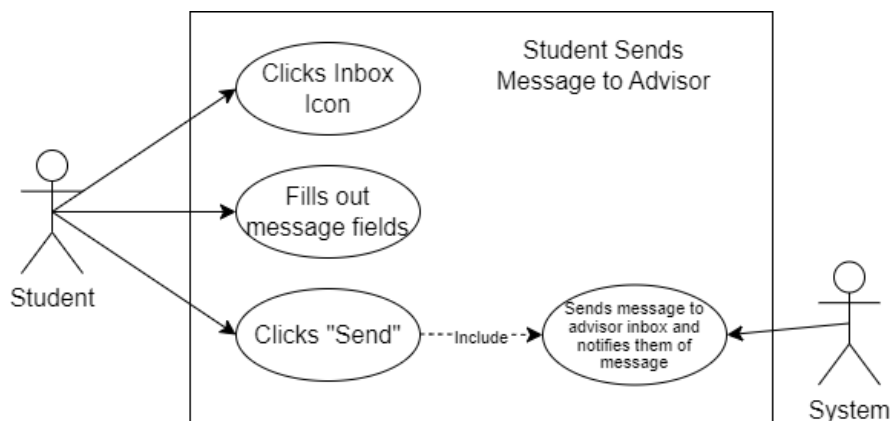 Student Sends
Message to Advisor
Clicks Inbox
Icon
Fills out
message fields
Student
Clicks "Send"
Include
Sends message to
advisor inbox and
notifies them of
message
System